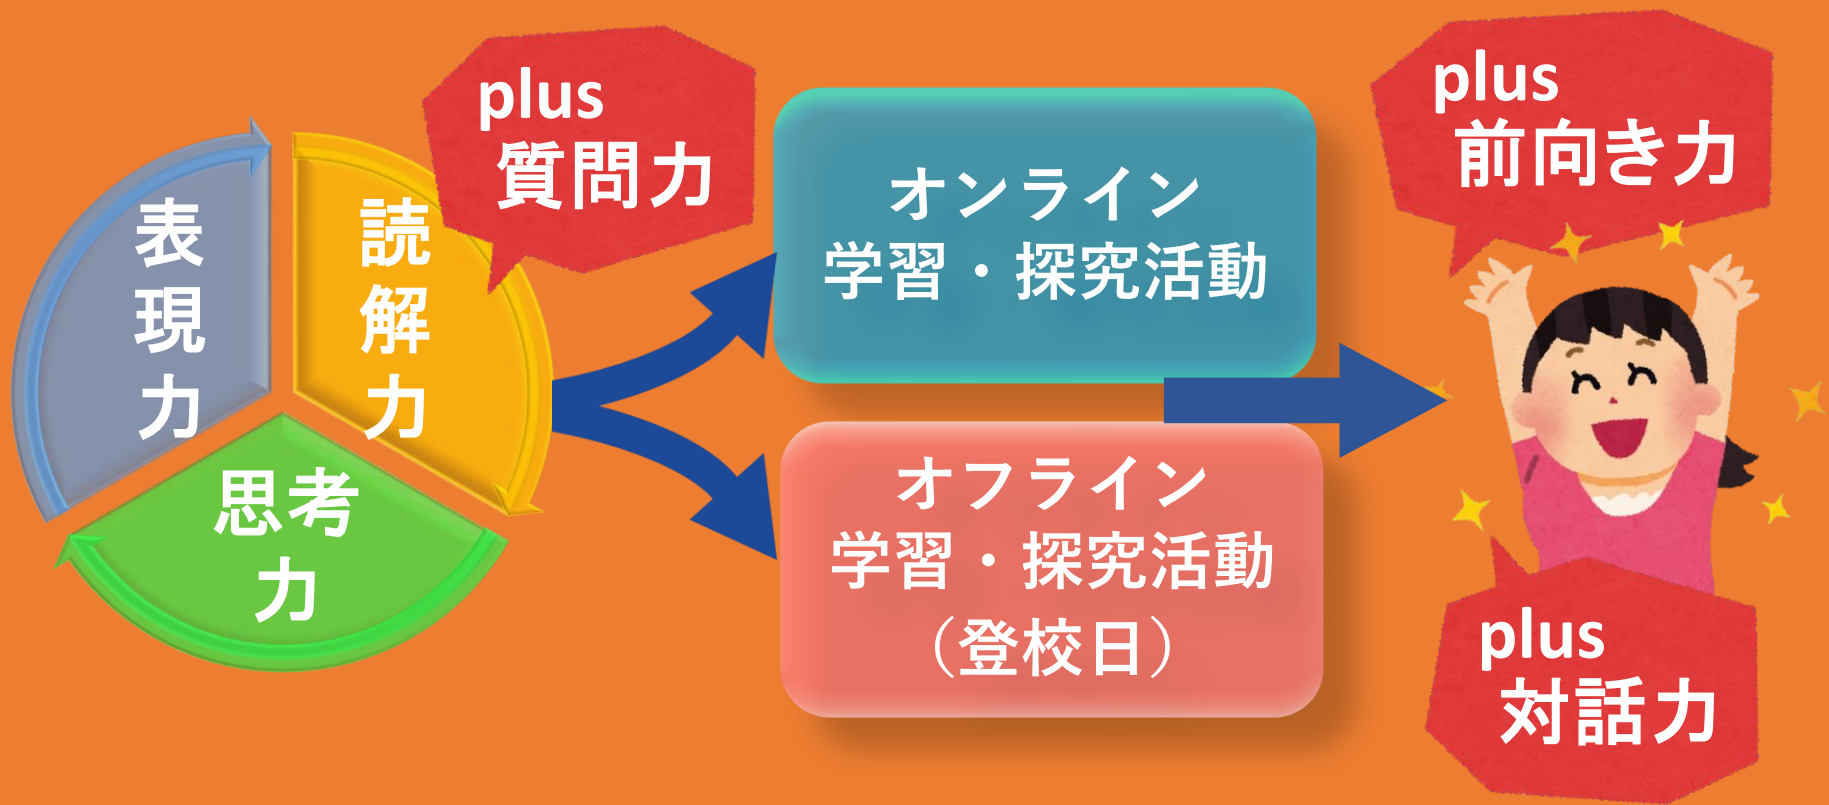 表現力
読解力
思考
力
plus
質問力
オンライン
学習・探究活動
オフライン
学習・探究活動
（登校日）
plus
前向き力
plus
対話力